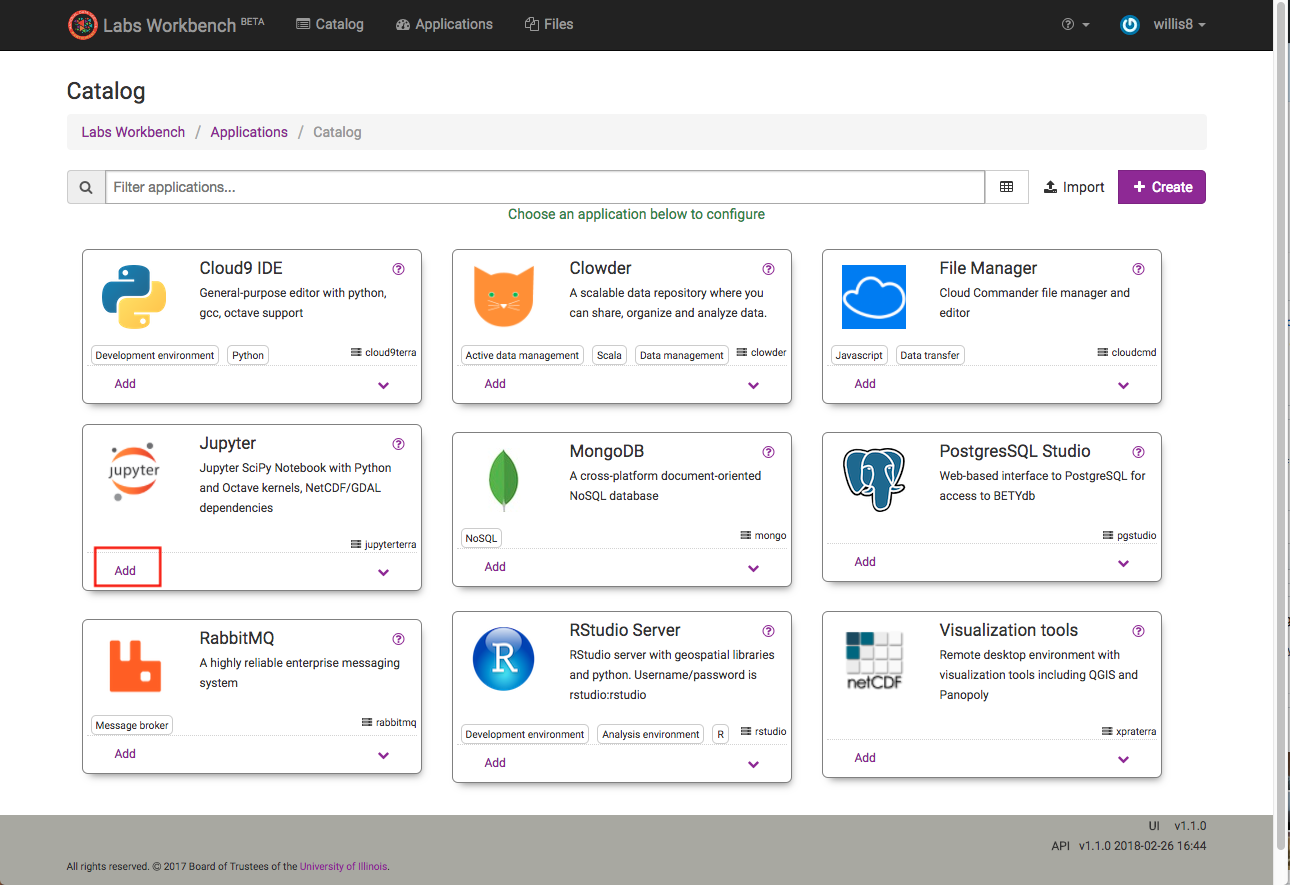 Labs Workbench BETA
Catalog
Applications
Files
willis8
Catalog
Labs Workbench / Applications / Catalog
Filter applications...
Import
+ Create
Choose an application below to configure
Cloud9 IDE
General-purpose editor with python,
gcc, octave support
Development environment
Python
cloud9terra
Add
Clowder
A scalable data repository where you
can share, organize and analyze data.
Active data management
Scala
Data management
clowder
Add
File Manager
Cloud Commander file manager and
editor
Javascript
Data transfer
cloudcmd
Add
jupyter
Jupyter
Jupyter SciPy Notebook with Python
and Octave kernels, NetCDF/GDAL
dependencies
jupyterterra
Add
MongoDB
A cross-platform document-oriented
NoSQL database
NoSQL
mongo
Add
PostgresSQL Studio
Web-based interface to PostgreSQL for
access to BETYdb
pgstudio
Add
RabbitMQ
A highly reliable enterprise messaging
system
Message broker
rabbitmq
Add
R
RStudio Server
RStudio server with geospatial libraries
and python. Username/password is
rstudio:rstudio
Development environment
Analysis environment
R
rstudio
Add
netCDF
Visualization tools
Remote desktop environment with
visualization tools including QGIS and
Panopoly
xpraterra
Add
UI v1.1.0
API v1.1.0 2018-02-26 16:44
All rights reserved. © 2017 Board of Trustees of the University of Illinois.